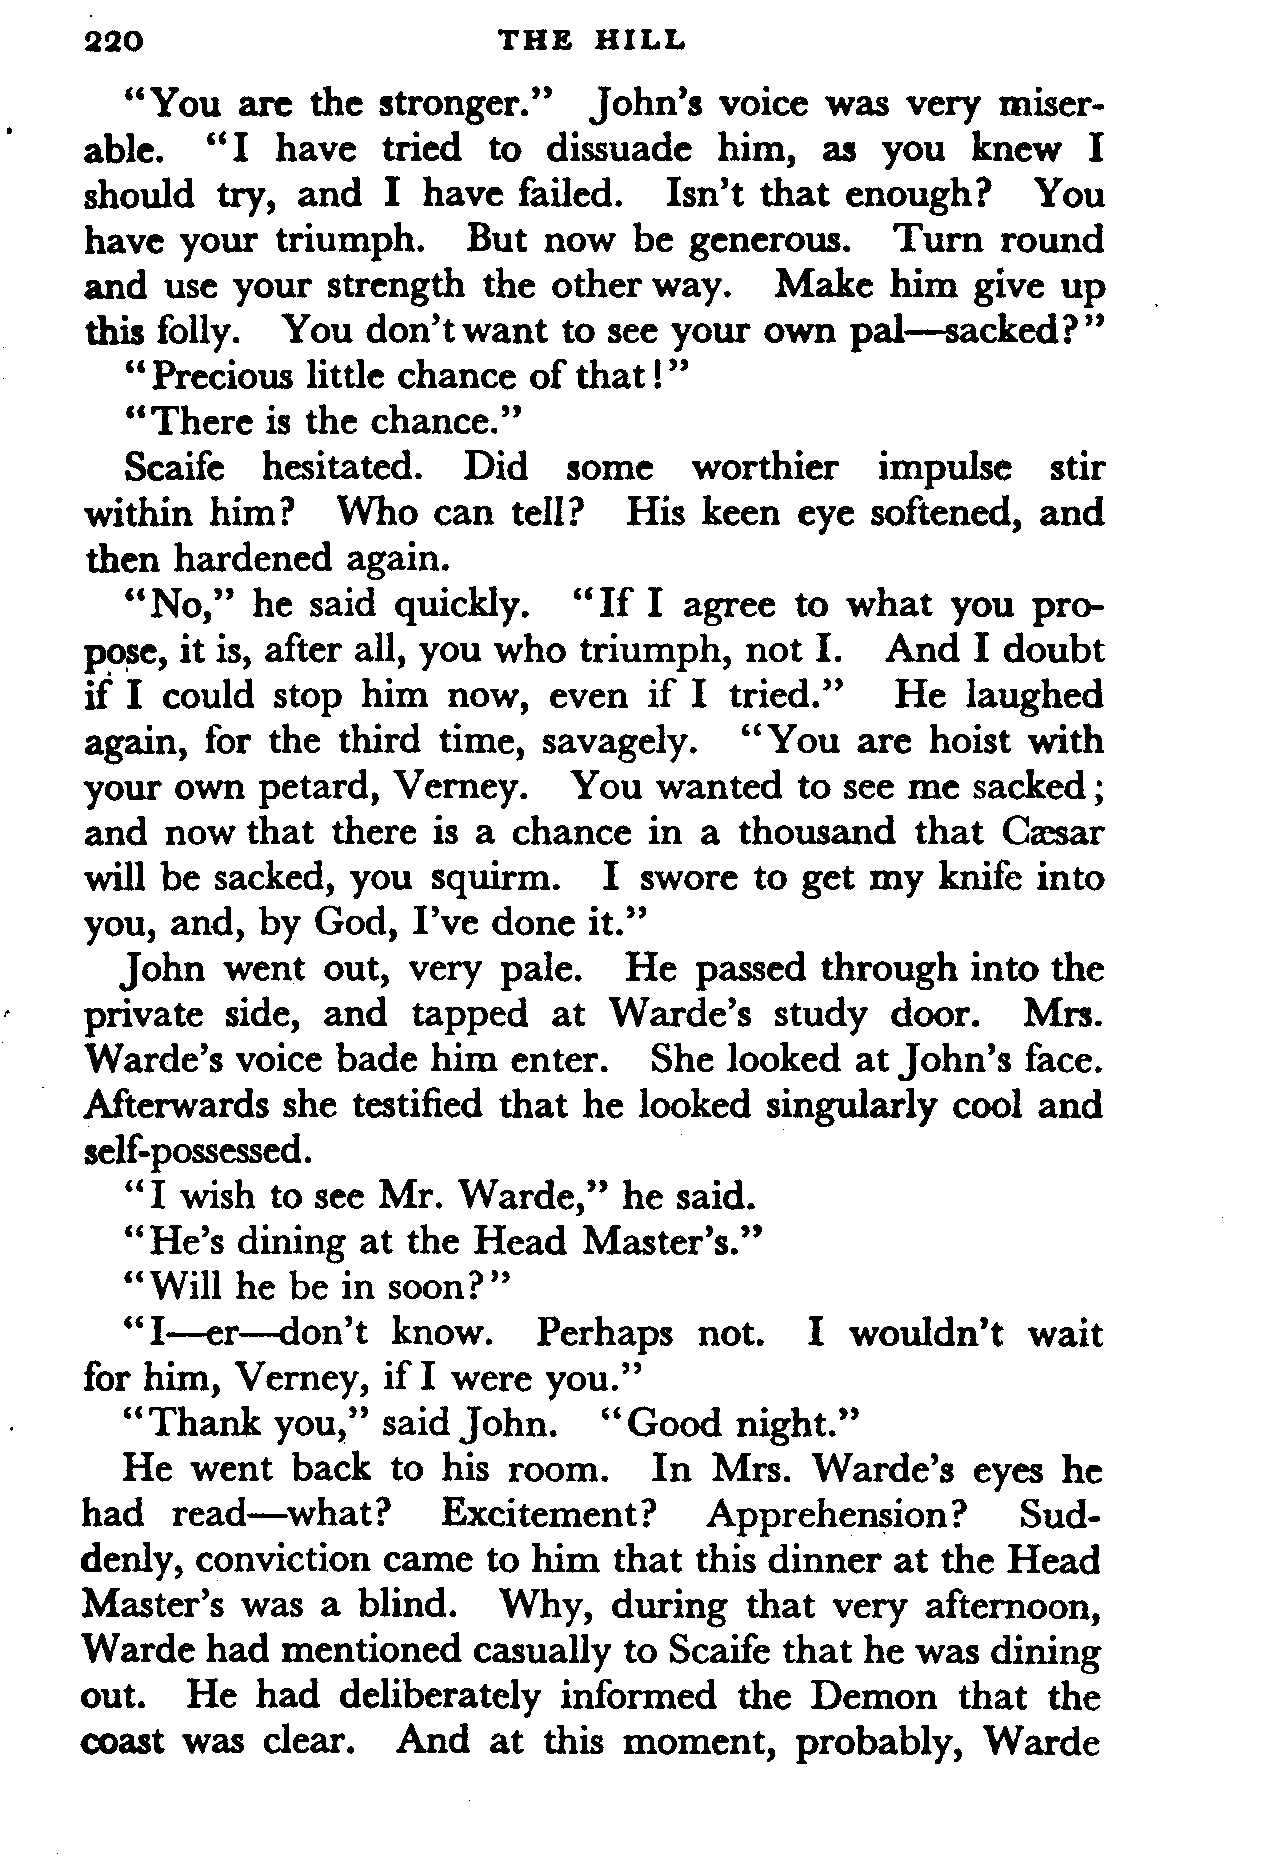 220 THE HILL
“You are the stronger.” John’s voice was very miser-
able. “I have tried to dissuade him, as you knew I
should try, and I have failed. Isn’t that enough? You
have your triumph. But now be generous. Turn round
and use your strength the other way. Make him give up
this folly. You don’t want to see your own pal—sacked?”
“Precious little chance of that!”
“There is the chance.”
Scaife hesitated. Did some worthier impulse stir
within him? Who can tell? His keen eye softened, and
then hardened again.
“No,” he said quickly. “If I agree to what you pro-
pose, it is, after all, you who triumph, not I. And I doubt
if I could stop him now, even if I tried.” He laughed
again, for the third time, savagely. “You are hoist with
your own petard, Verney. You wanted to see me sacked;
and now that there is a chance in a thousand that Cæsar
will be sacked, you squirm. I swore to get my knife into
you, and, by God, I’ve done it.”
John went out, very pale. He passed through into the
private side, and tapped at Warde’s study door. Mrs.
Warde’s voice bade him enter. She looked at John’s face.
Afterwards she testified that he looked singularly cool and
self-possessed.
“I wish to see Mr. Warde,” he said.
“He’s dining at the Head Master’s.”
“Will he be in soon?”
“I—er—don’t know. Perhaps not. I wouldn’t wait
for him, Verney, if I were you.”
“Thank you,” said John. “Good night.”
He went back to his room. In Mrs. Warde’s eyes he
had read—what? Excitement? Apprehension? Sud-
denly, conviction came to him that this dinner at the Head
Master’s was a blind. Why, during that very afternoon,
Warde had mentioned casually to Scaife that he was dining
out. He had deliberately informed the Demon that the
coast was clear. And at this moment, probably, Warde